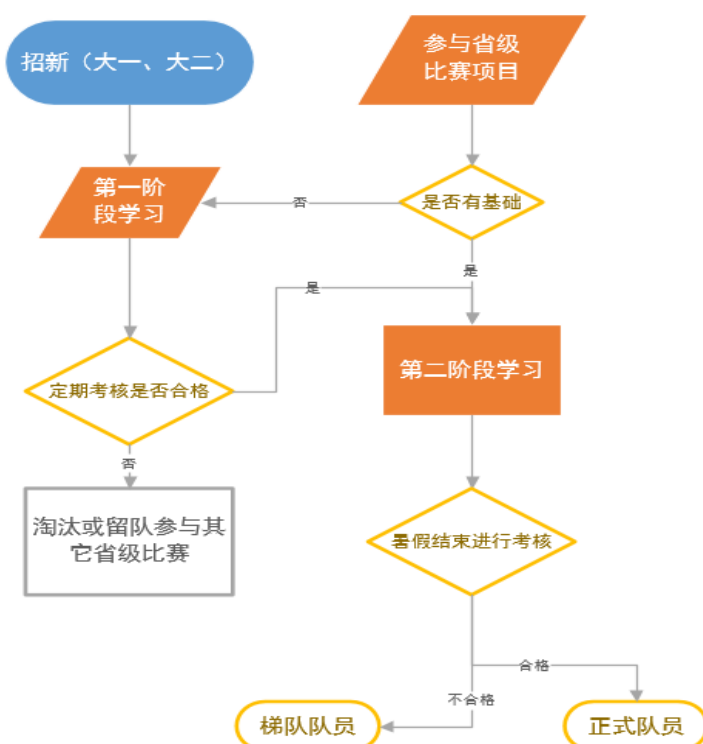 招新（大一、大二）
参与省级
比赛项目
第一阶
段学习
否
是否有基础
是
是
第二阶段学习
定期考核是否合格
否
淘汰或留队参与其
它省级比赛
暑假结束进行考核
合格
不合格
梯队队员
正式队员